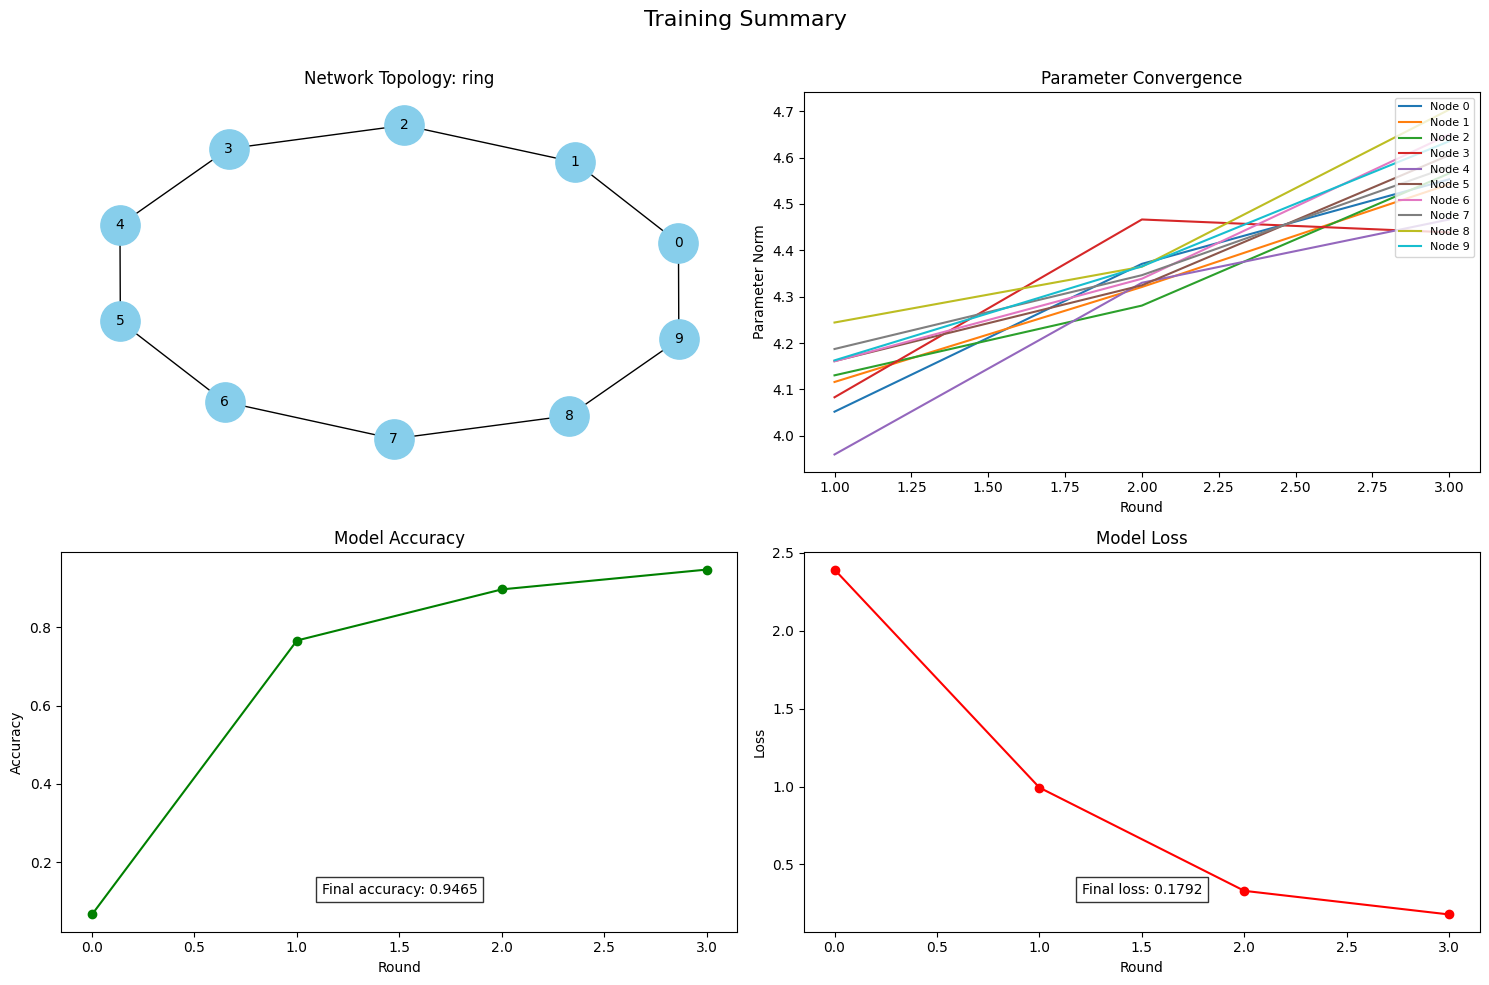 Training Summary
Network Topology: ring
2
3
1
4
0
5
9
6
8
7
Parameter Convergence
Parameter Norm
4.7
4.6
4.5
4.4
4.3
4.2
4.1
4.0
Node 0
Node 1
Node 2
Node 3
Node 4
Node 5
Node 6
Node 7
Node 8
Node 9
1.00 1.25 1.50 1.75 2.00 2.25 2.50 2.75 3.00
Round
Model Accuracy
Accuracy
0.8
0.6
0.4
0.2
Final accuracy: 0.9465
0.0 0.5 1.0 1.5 2.0 2.5 3.0
Round
Model Loss
Loss
2.5
2.0
1.5
1.0
0.5
Final loss: 0.1792
0.0 0.5 1.0 1.5 2.0 2.5 3.0
Round